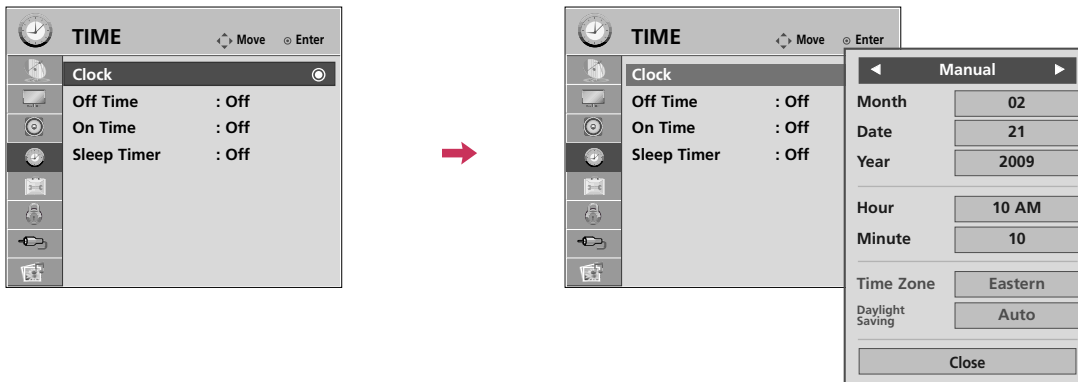 TIME Move Enter
Clock
Off Time : Off
On Time : Off
Sleep Timer : Off
TIME Move Enter
Clock
Off Time : Off
On Time : Off
Sleep Timer : Off
Manual
Month 02
Date 21
Year 2009
Hour 10 AM
Minute 10
Time Zone Eastern
Daylight
Saving Auto
Close